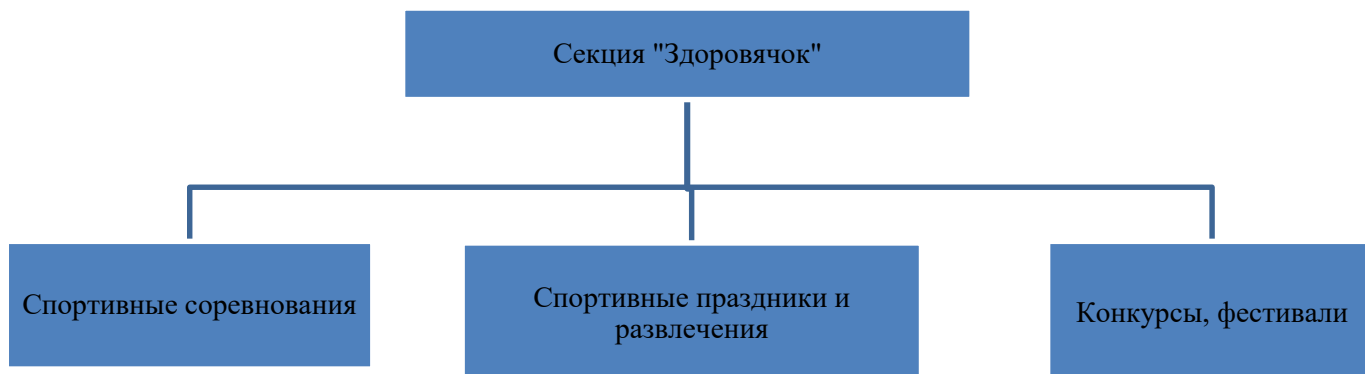 Секция "Здоровячок"
Спортивные соревнования
Спортивные праздники и
развлечения
Конкурсы, фестивали